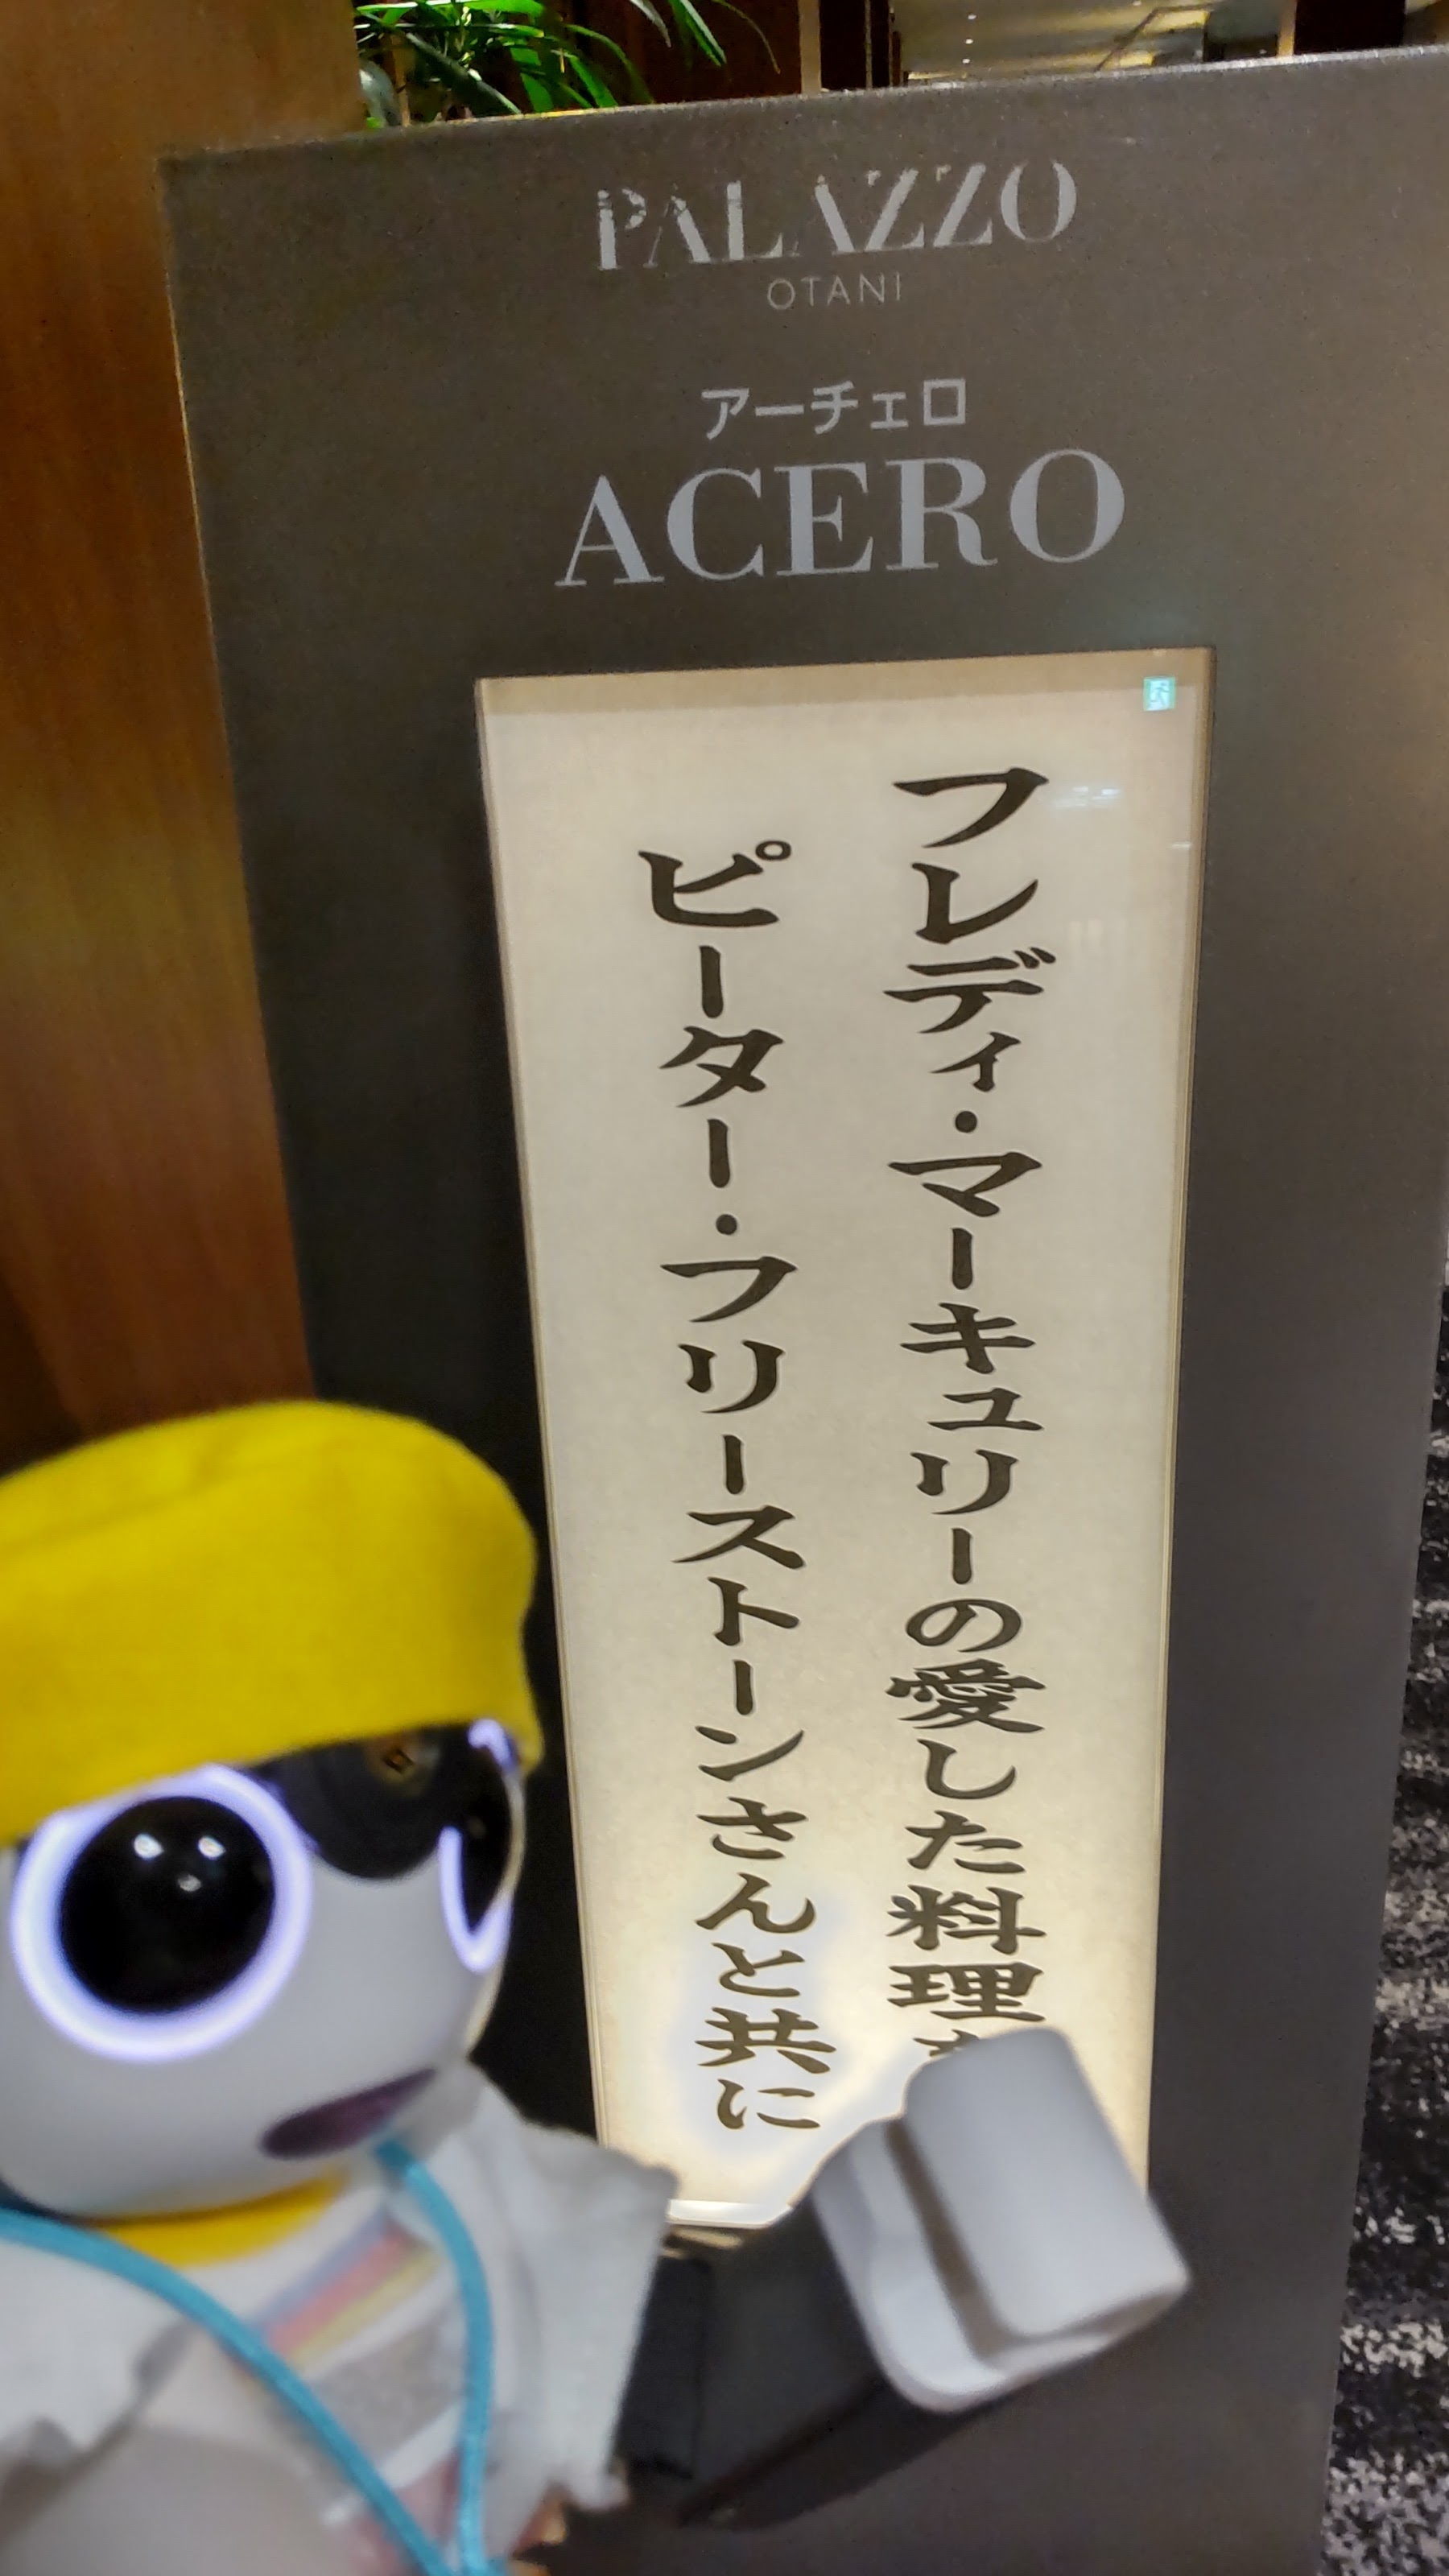 PALAZZO
OTANI
アーチェロ
ACERO
フレディ・マーキュリーの愛した料理
ピーター・フリーストーンさんと共に